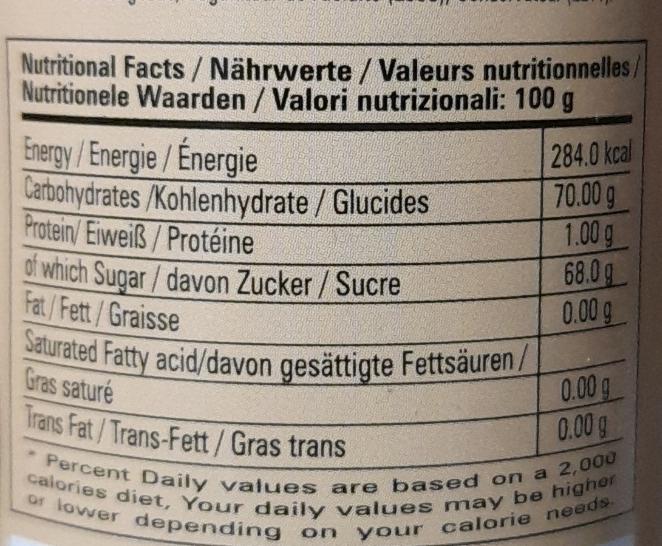 Nutritional Facts / Nährwerte / Valeurs nutritionnelles /
Nutritionele Waarden / Valori nutrizionali: 100 g
Energy / Energie / Énergie 284.0 kcal
Carbohydrates /Kohlenhydrate / Glucides 70.00 g
Protein/ Eiweiß / Protéine 1.00 g
of which Sugar / davon Zucker / Sucre 68.0 g
Fat / Fett / Graisse 0.00 g
Saturated Fatty acid/davon gesättigte Fettsäuren /
Gras saturé 0.00 g
Trans Fat / Trans-Fett / Gras trans 0.00 g
* Percent Daily values are based on a 2,000
calories diet, Your daily values may be higher
or lower depending on your calorie needs.